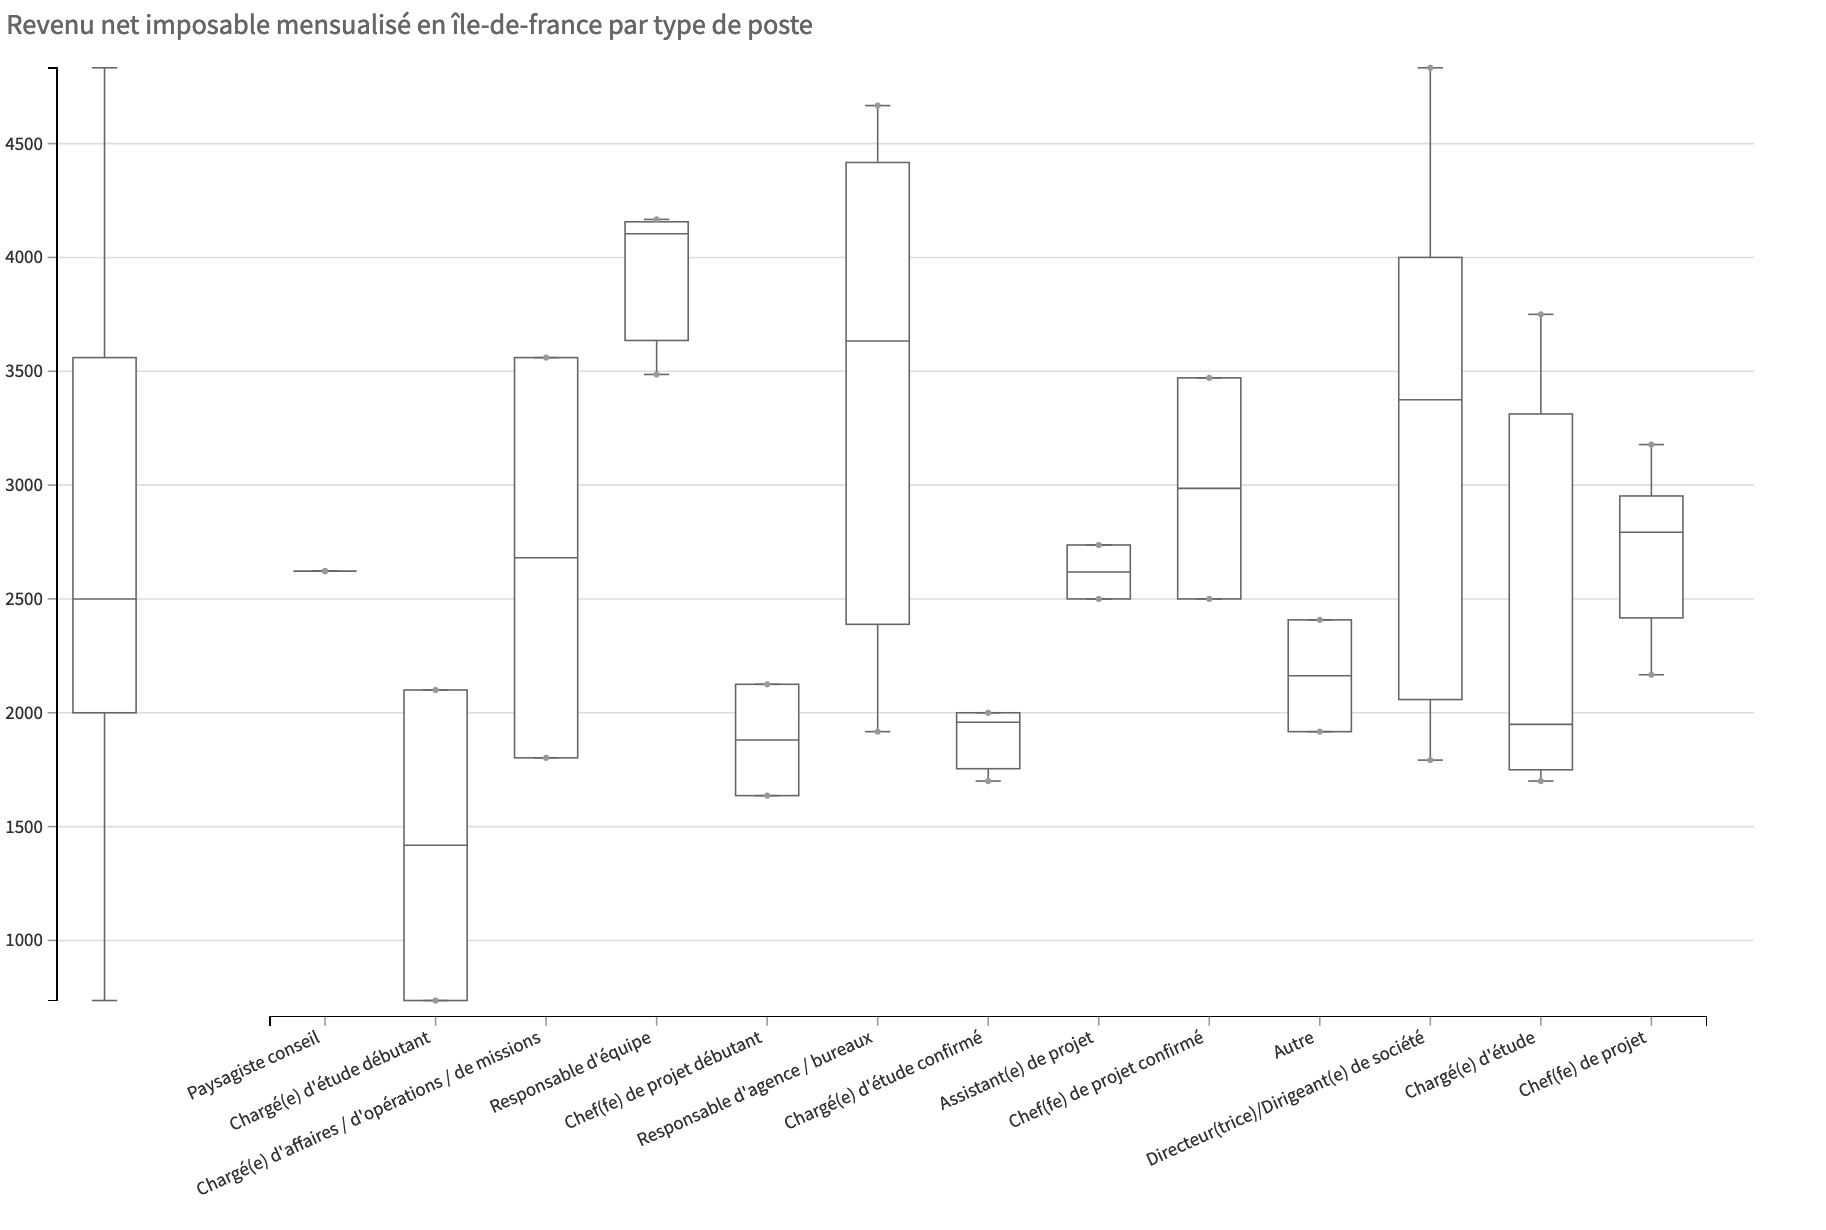 Revenu net imposable mensualisé en île-de-france par type de poste
4500
4000
3500
3000
2500
2000
1500
1000
Paysagiste conseil
Chargé(e) d'étude débutant
Chargé(e) d'affaires / d'opérations / de missions
Responsable d'équipe
Chef(fe) de projet débutant
Responsable d'agence / bureaux
Chargé(e) d'étude confirmé
Assistant(e) de projet
Chef(fe) de projet confirmé
Autre
Directeur(trice)/Dirigeant(e) de société
Chargé(e) d'étude
Chef(fe) de projet